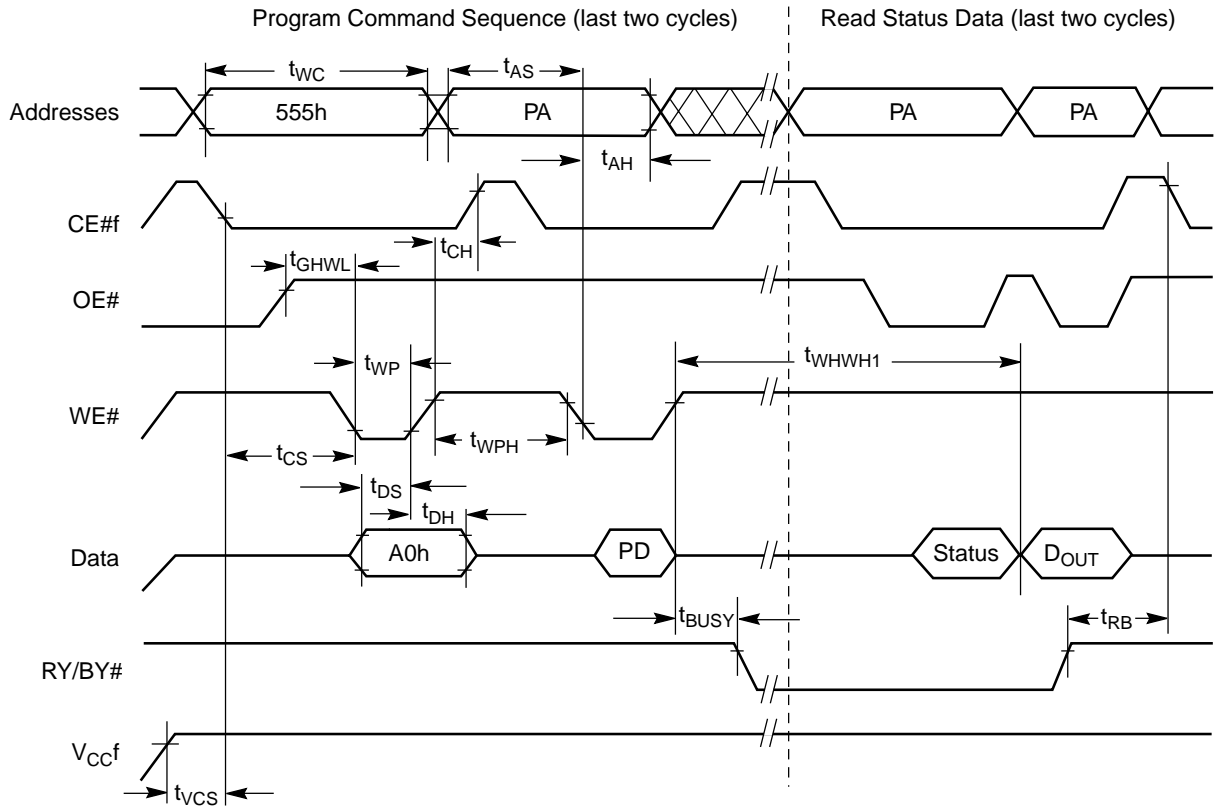 Program Command Sequence (last two cycles)
Read Status Data (last two cycles)
tWC
tAS
Addresses
555h
PA
PA
PA
tAH
CE#f
tCH
tGHWL
OE#
tWP
tWHWH1
WE#
tWPH
tCS
tDS
tDH
Data
A0h
PD
Status
DOUT
tBUSY
tRB
RY/BY#
VCCf
tVCS